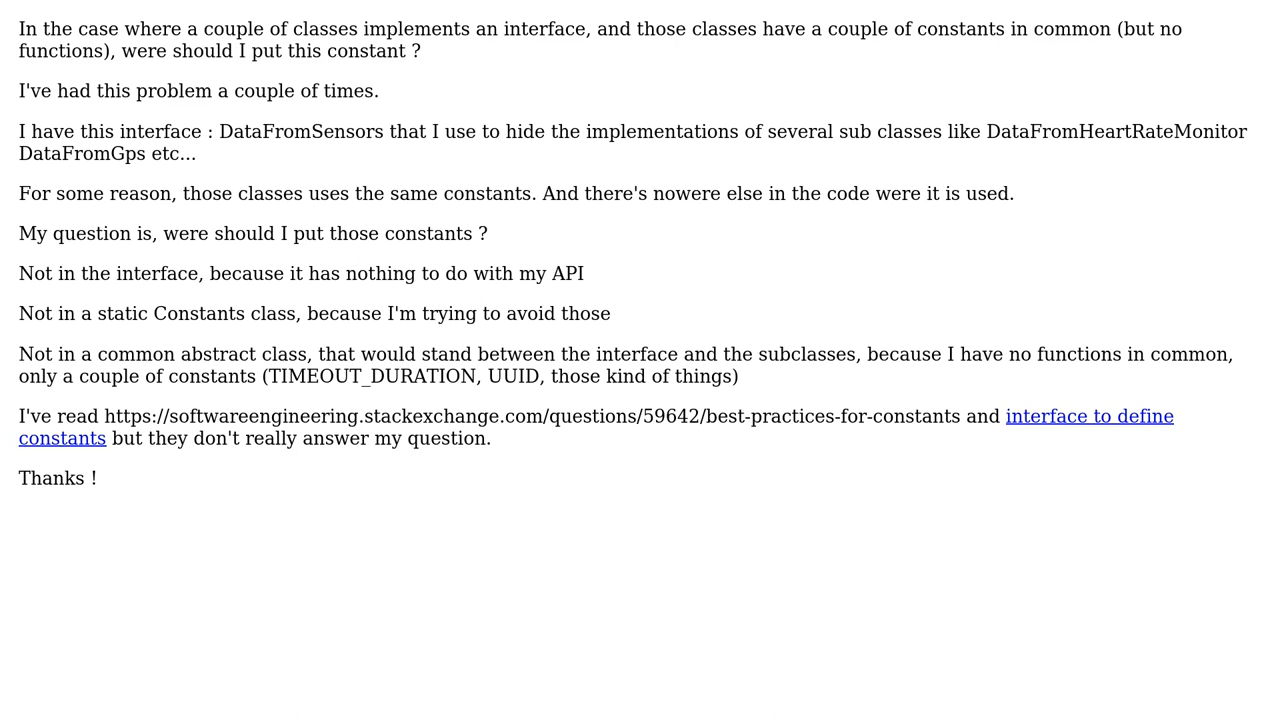 In the case where a couple of classes implements an interface, and those classes have a couple of constants in common (but no
functions), were should I put this constant ?
I've had this problem a couple of times.
I have this interface : DataFromSensors that I use to hide the implementations of several sub classes like DataFromHeartRateMonitor
DataFromGps etc...
For some reason, those classes uses the same constants. And there's nowere else in the code were it is used.
My question is, were should I put those constants ?
Not in the interface, because it has nothing to do with my API
Not in a static Constants class, because I'm trying to avoid those
Not in a common abstract class, that would stand between the interface and the subclasses, because I have no functions in common,
only a couple of constants (TIMEOUT_DURATION, UUID, those kind of things)
I've read https://softwareengineering.stackexchange.com/questions/59642/best-practices-for-constants and interface to define
constants but they don't really answer my question.
Thanks !